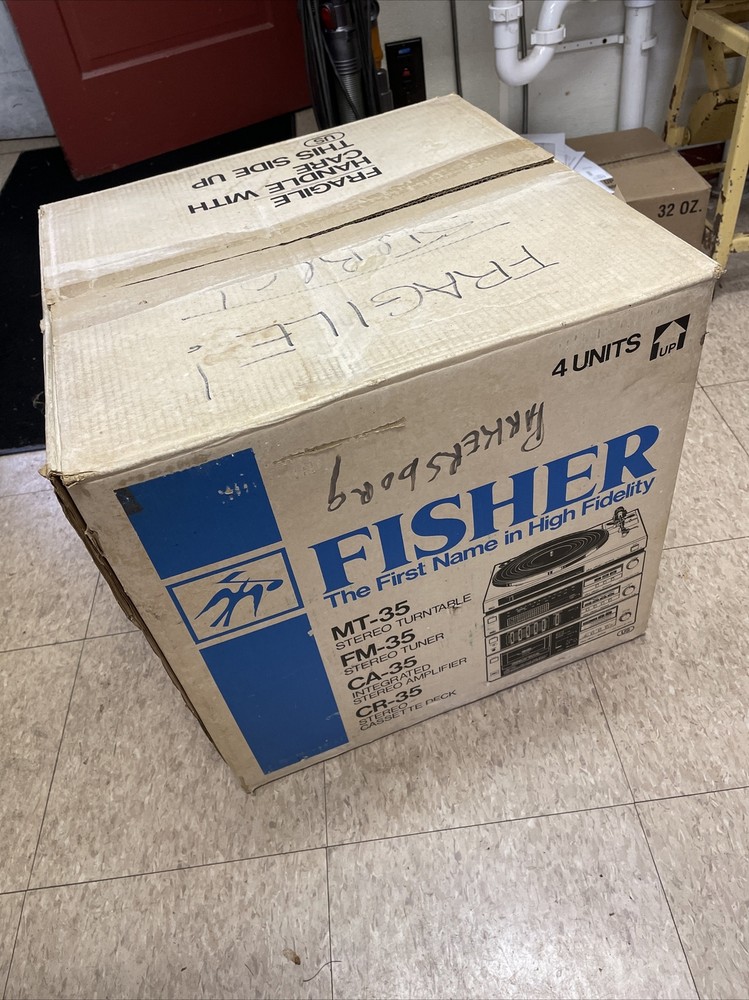 FRAGILE
HANDLE WITH
CARE
THIS SIDE UP
US
FRAGILE!
4 UNITS
UP
PARKERSBORG
FISHER
The First Name in High Fidelity
MT-35
STEREO TURNTABLE
FM-35
STEREO TUNER
CA-35
INTEGRATED
STEREO AMPLIFIER
CR-35
STEREO
CASSETTE DECK
32 OZ.